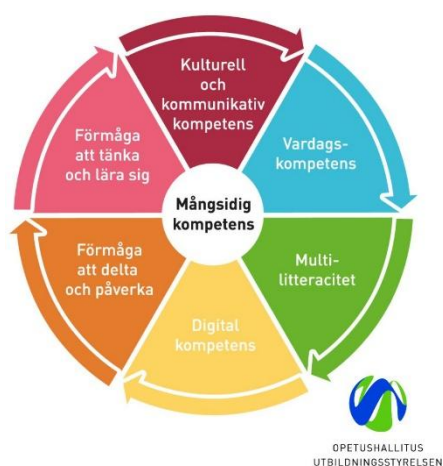 Kulturell
och
kommunikativ
kompetens
Vardags-
kompetens
Multi-
litteracitet
Digital
kompetens
Förmåga
att delta
och påverka
Förmåga
att tänka
och lära sig
Mångsidig
kompetens
OPETUSHALLITUS
UTBILDNINGSSTYRELSEN